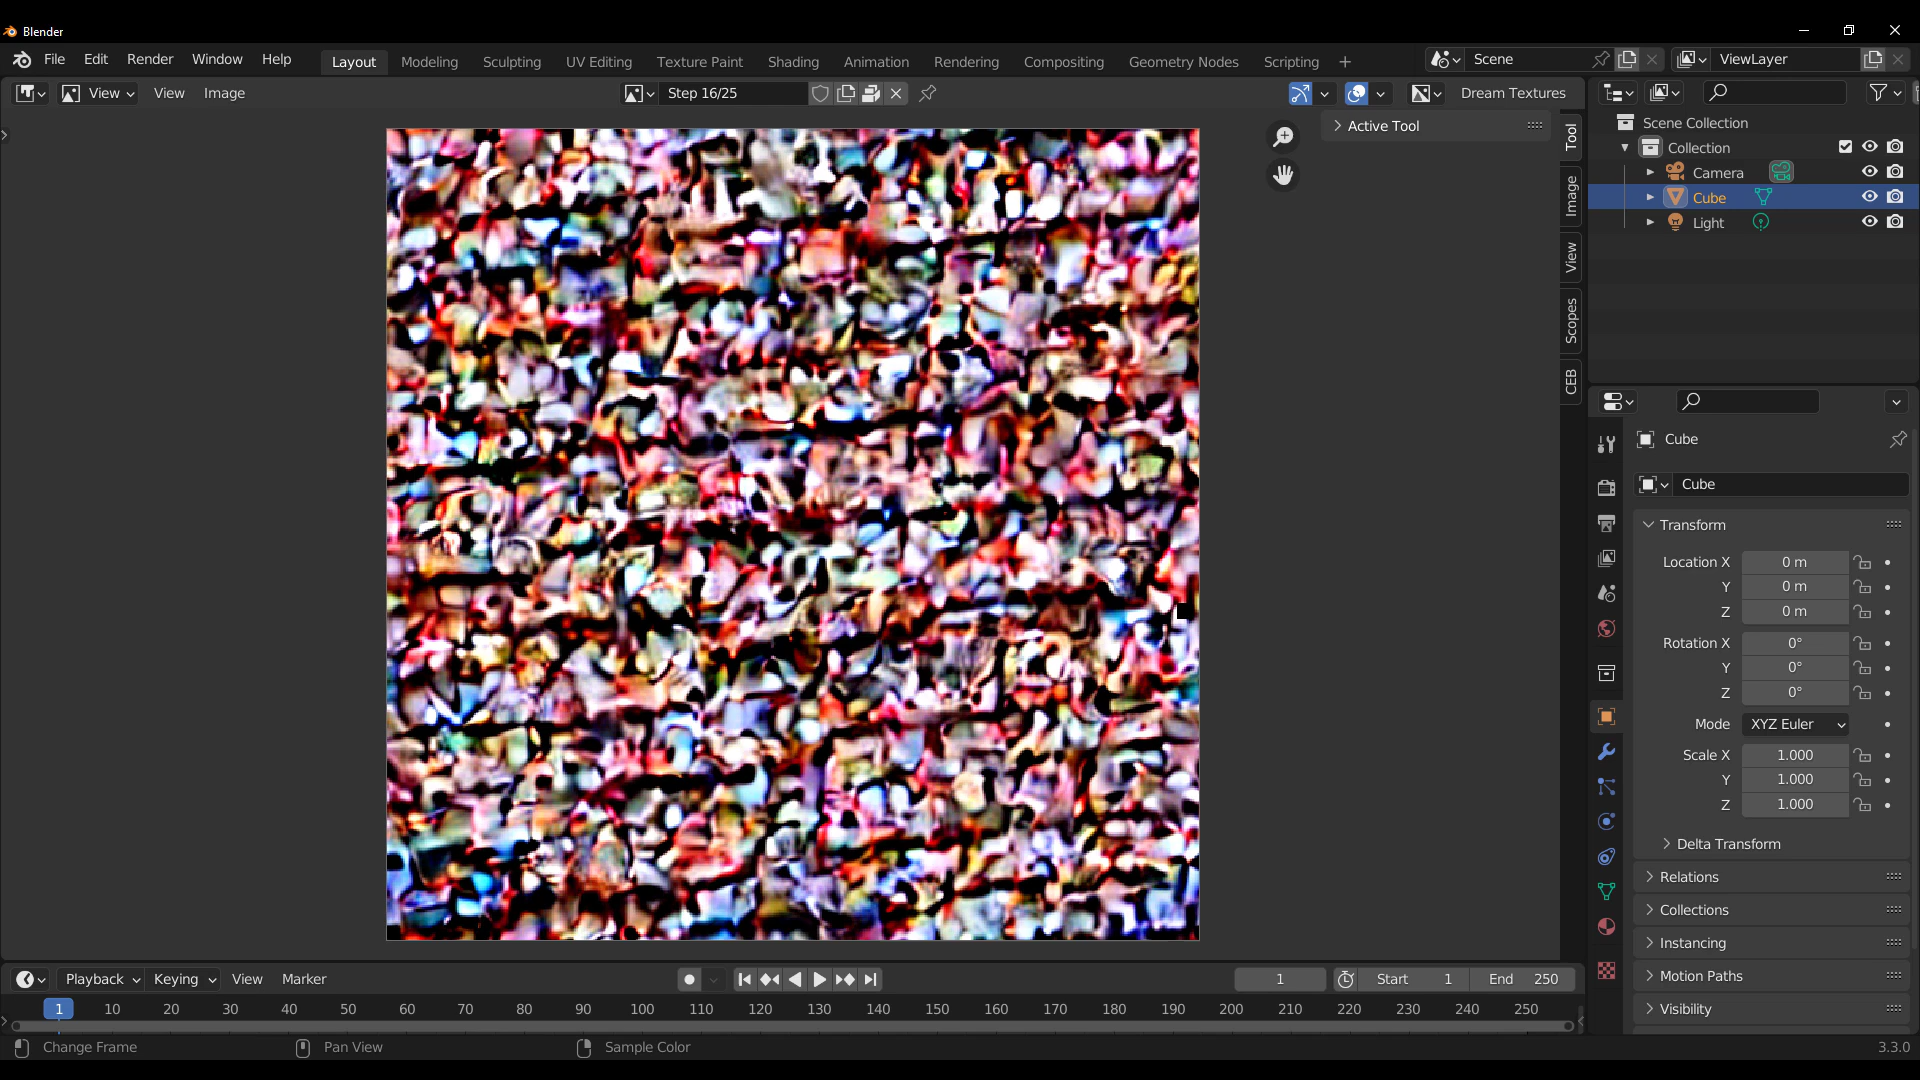 Blender
File Edit Render Window Help Layout Modeling Sculpting UV Editing Texture Paint Shading Animation Rendering Compositing Geometry Nodes Scripting + Scene ViewLayer
View View Image Step 16/25 Dream Textures
Active Tool
Tool
Image
View
Scopes
CEB
Scene Collection
Collection
Camera
Cube
Light
Cube
Cube
Transform
Location X 0 m
Y 0 m
Z 0 m
Rotation X 0°
Y 0°
Z 0°
Mode XYZ Euler
Scale X 1.000
Y 1.000
Z 1.000
Delta Transform
Relations
Collections
Instancing
Motion Paths
Visibility
Playback Keying View Marker 1 Start 1 End 250
1 10 20 30 40 50 60 70 80 90 100 110 120 130 140 150 160 170 180 190 200 210 220 230 240 250
Change Frame Pan View Sample Color 3.3.0